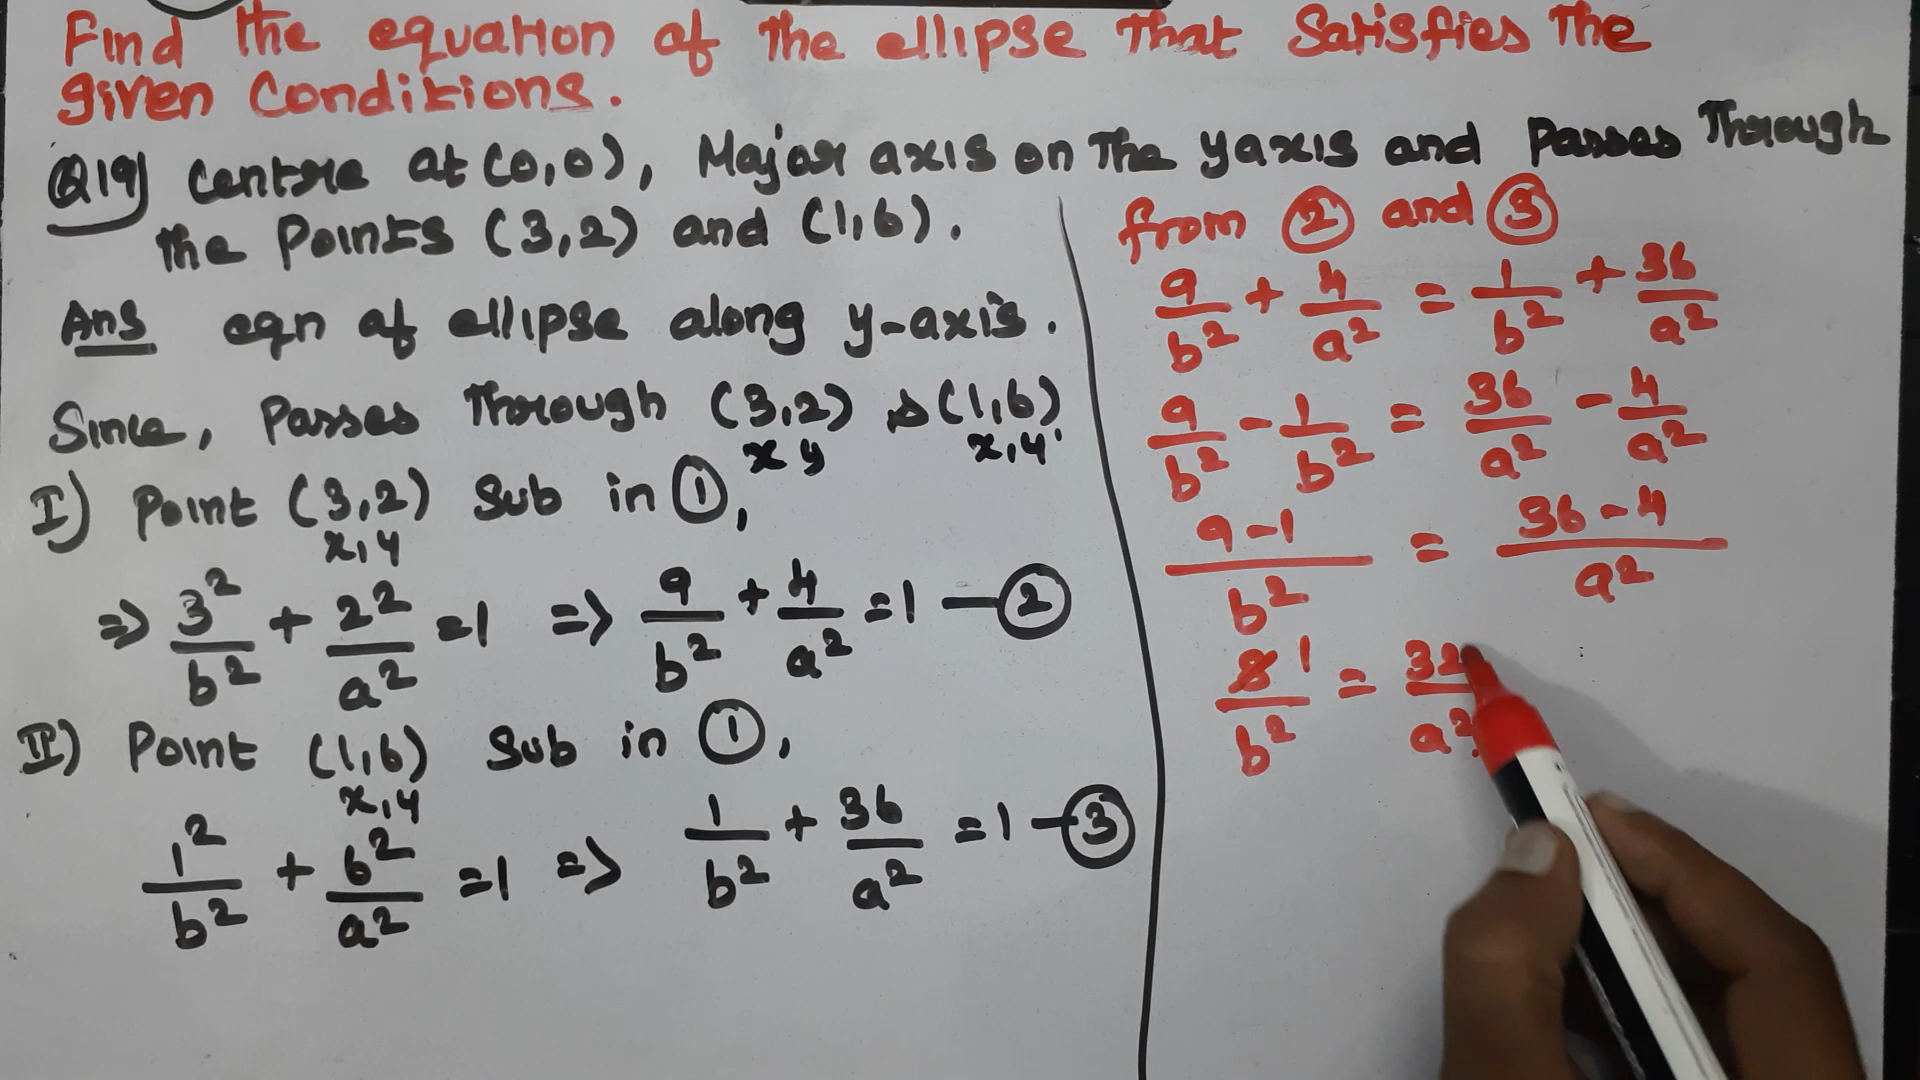 Find the equation of the ellipse that Satisfies the
given Conditions.
Q19) Centre at (0,0), Major axis on the y axis and Passes Through
the Points (3,2) and (1,6).
Ans eqn of ellipse along y-axis.
Since, Passes Through (3,2) & (1,6)
x y x,y
I) Point (3,2) Sub in ①,
x,y
⇒ 3²/b² + 2²/a² = 1 ⇒ 9/b² + 4/a² = 1 — ②
II) Point (1,6) Sub in ①,
x,y
1²/b² + 6²/a² = 1 ⇒ 1/b² + 36/a² = 1 — ③
from ② and ③
9/b² + 4/a² = 1/b² + 36/a²
9/b² - 1/b² = 36/a² - 4/a²
9-1/b² = 36-4/a²
8 1/b² = 32/a²